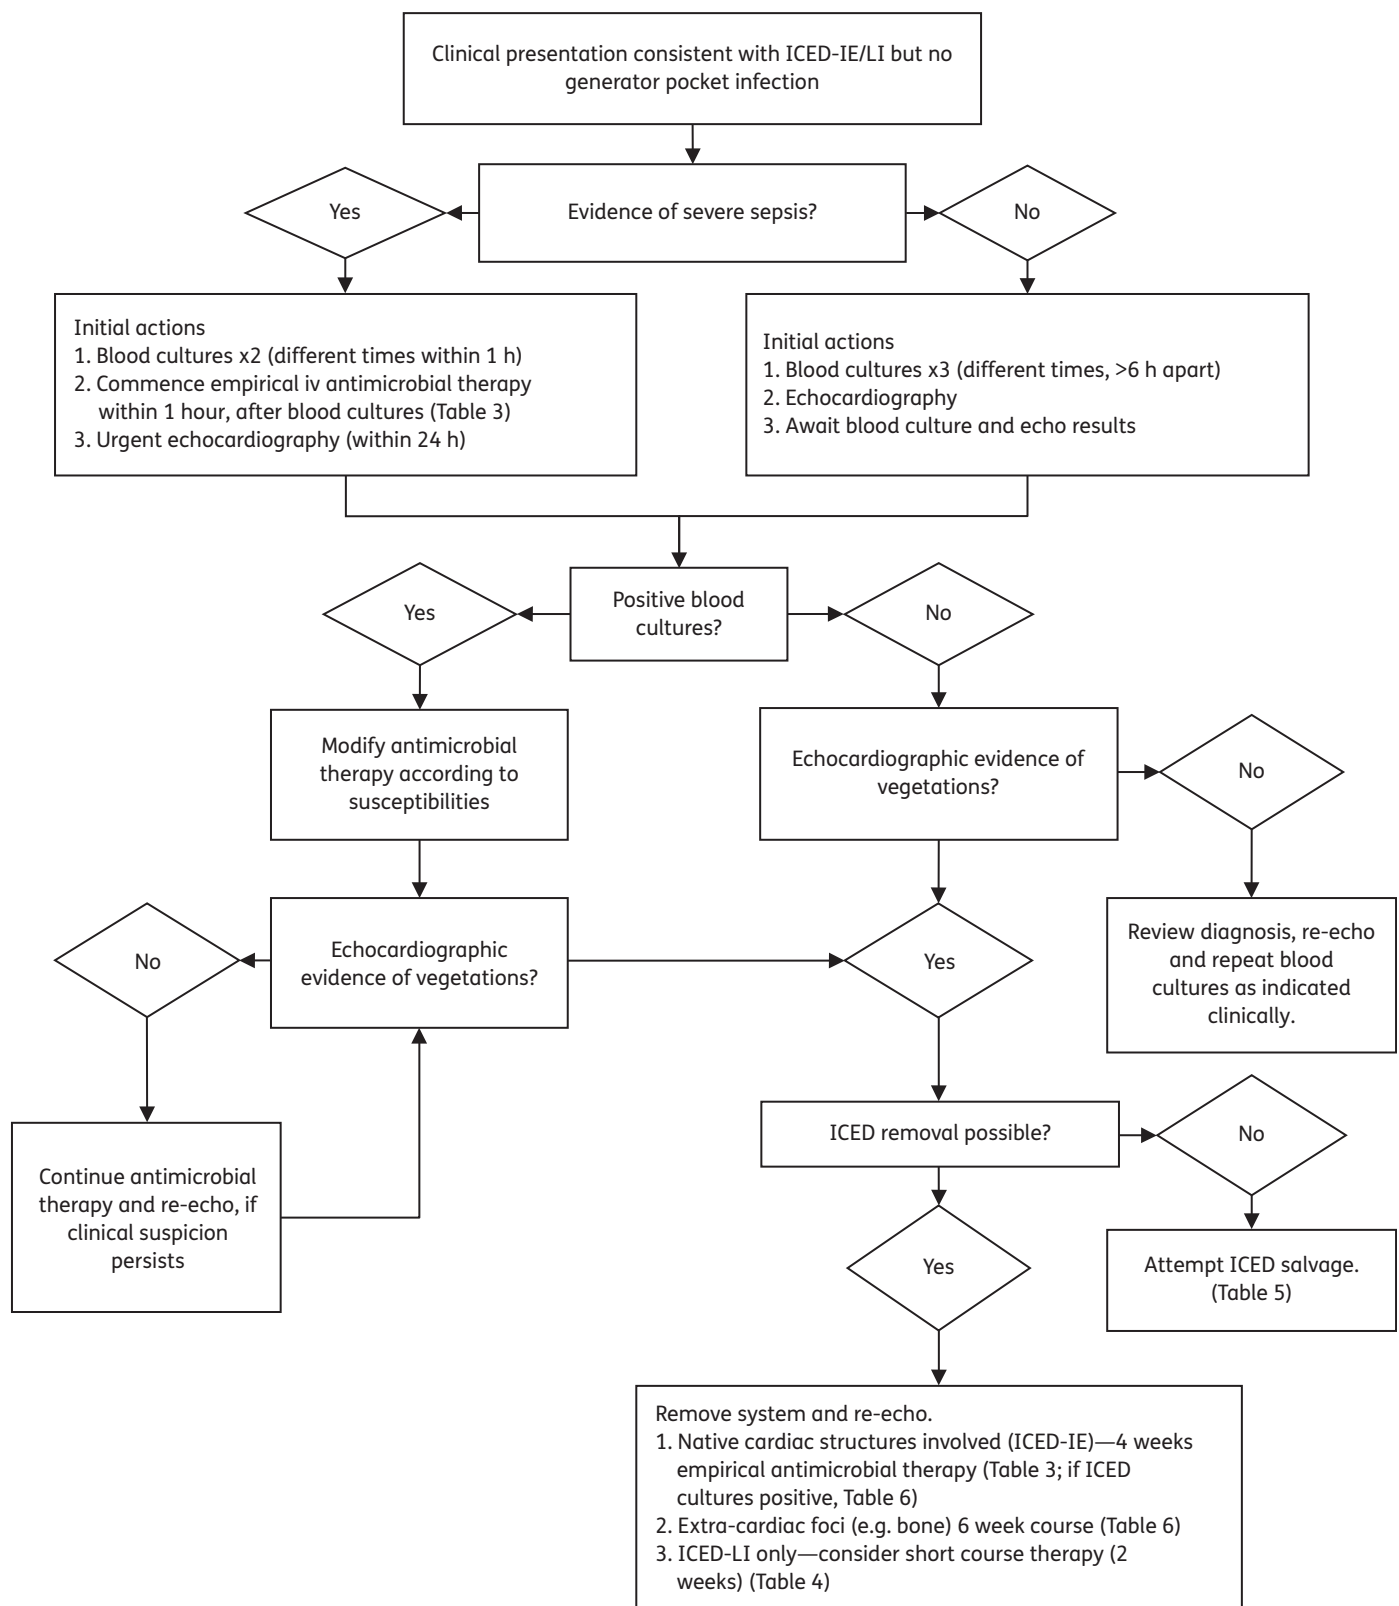 Clinical presentation consistent with ICED-IE/LI but no
generator pocket infection
Yes
Evidence of severe sepsis?
No
Initial actions
1. Blood cultures x2 (different times within 1 h)
2. Commence empirical iv antimicrobial therapy
within 1 hour, after blood cultures (Table 3)
3. Urgent echocardiography (within 24 h)
Initial actions
1. Blood cultures x3 (different times, >6 h apart)
2. Echocardiography
3. Await blood culture and echo results
Yes
Positive blood
cultures?
No
Modify antimicrobial
therapy according to
susceptibilities
Echocardiographic evidence of
vegetations?
No
No
Echocardiographic
evidence of vegetations?
Yes
Review diagnosis, re-echo
and repeat blood
cultures as indicated
clinically.
Continue antimicrobial
therapy and re-echo, if
clinical suspicion
persists
ICED removal possible?
No
Yes
Attempt ICED salvage.
(Table 5)
Remove system and re-echo.
1. Native cardiac structures involved (ICED-IE)—4 weeks
empirical antimicrobial therapy (Table 3; if ICED
cultures positive, Table 6)
2. Extra-cardiac foci (e.g. bone) 6 week course (Table 6)
3. ICED-LI only—consider short course therapy (2
weeks) (Table 4)